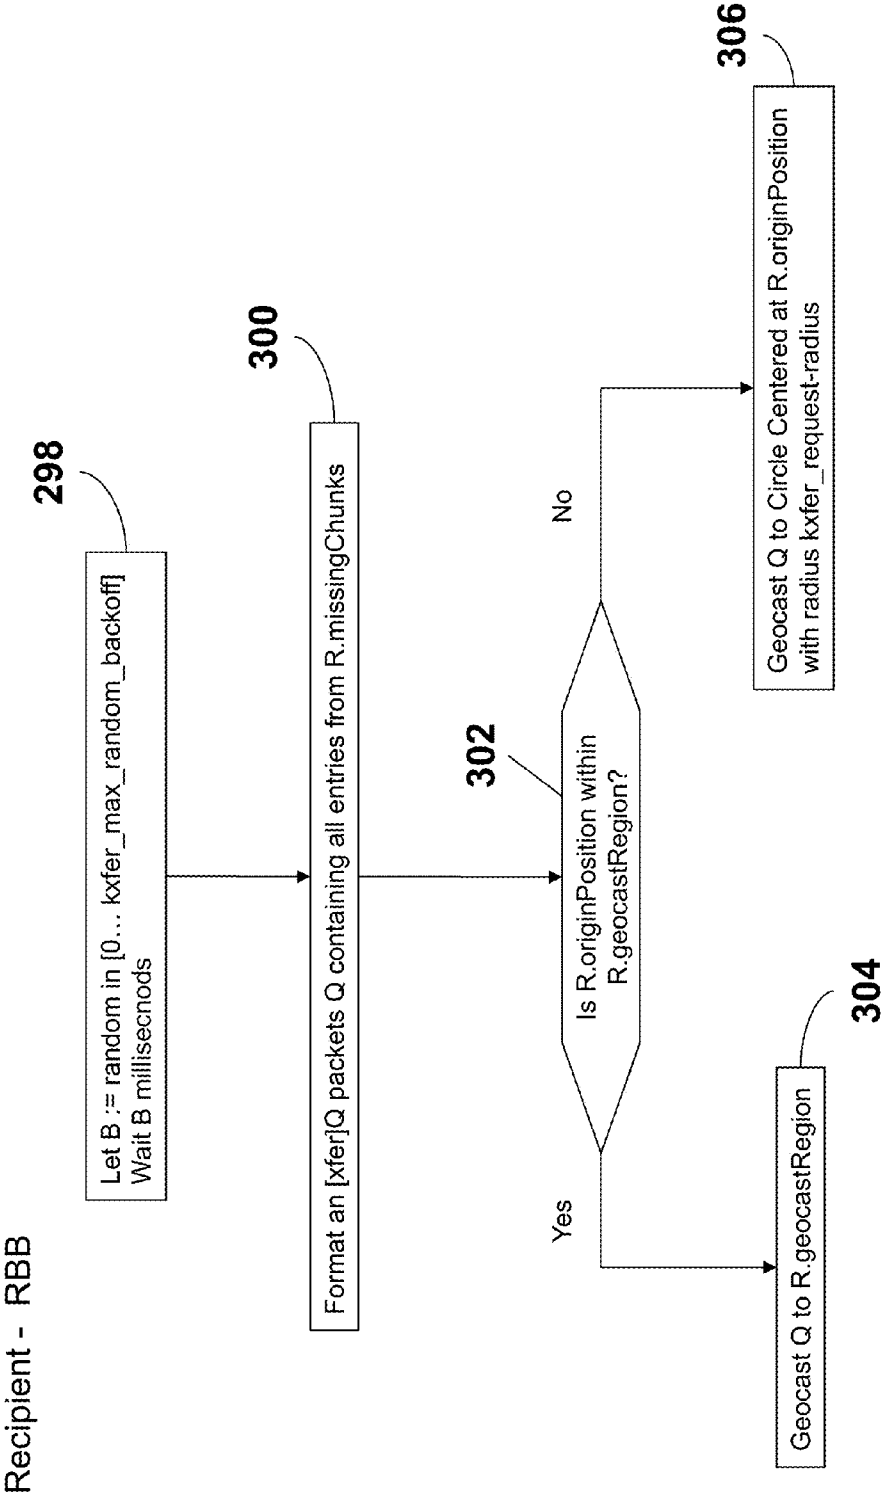 Recipient - RBB
298
Let B := random in [0... kxfer_max_random_backoff]
Wait B millisecnods
300
Format an [xfer]Q packets Q containing all entries from R.missingChunks
302
Is R.originPosition within
R.geocastRegion?
Yes
No
304
Geocast Q to R.geocastRegion
306
Geocast Q to Circle Centered at R.originPosition
with radius kxfer_request-radius